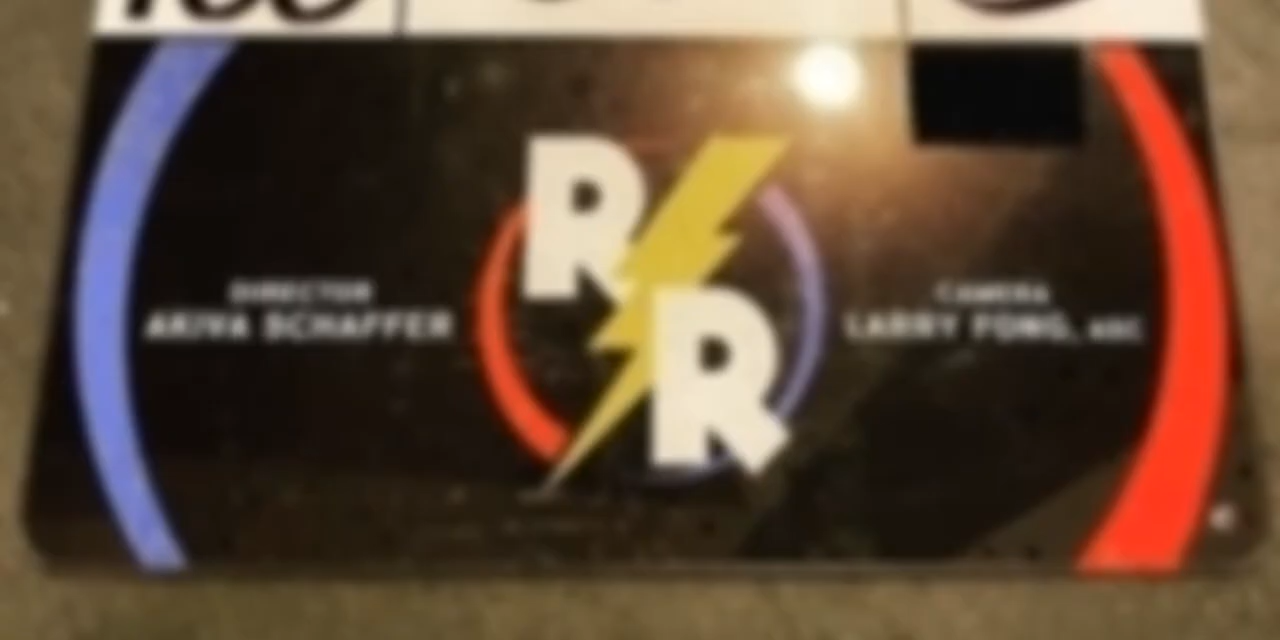 R
R
DIRECTOR
AKIVA SCHAFFER
CAMERA
LARRY FONG, ASC